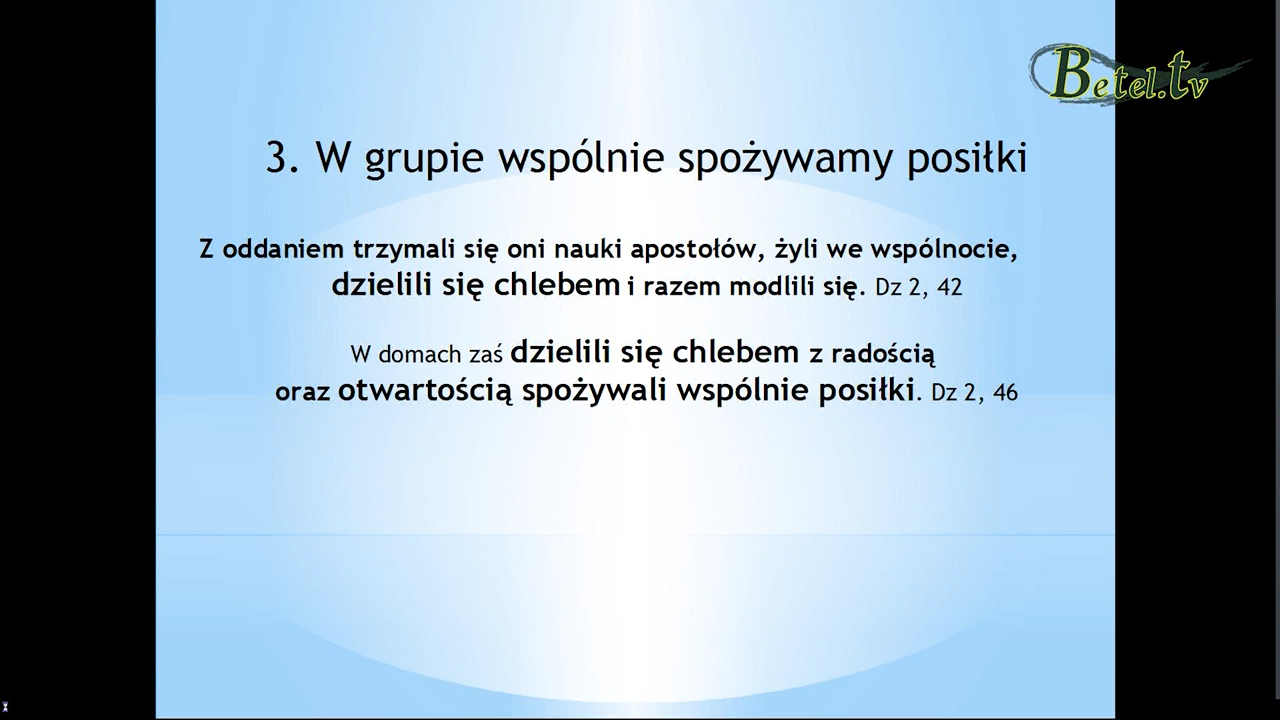 Betel.tv
3. W grupie wspólnie spożywamy posiłki
Z oddaniem trzymali się oni nauki apostołów, żyli we wspólnocie,
dzielili się chlebem i razem modlili się. Dz 2, 42
W domach zaś dzielili się chlebem z radością
oraz otwartością spożywali wspólnie posiłki. Dz 2, 46